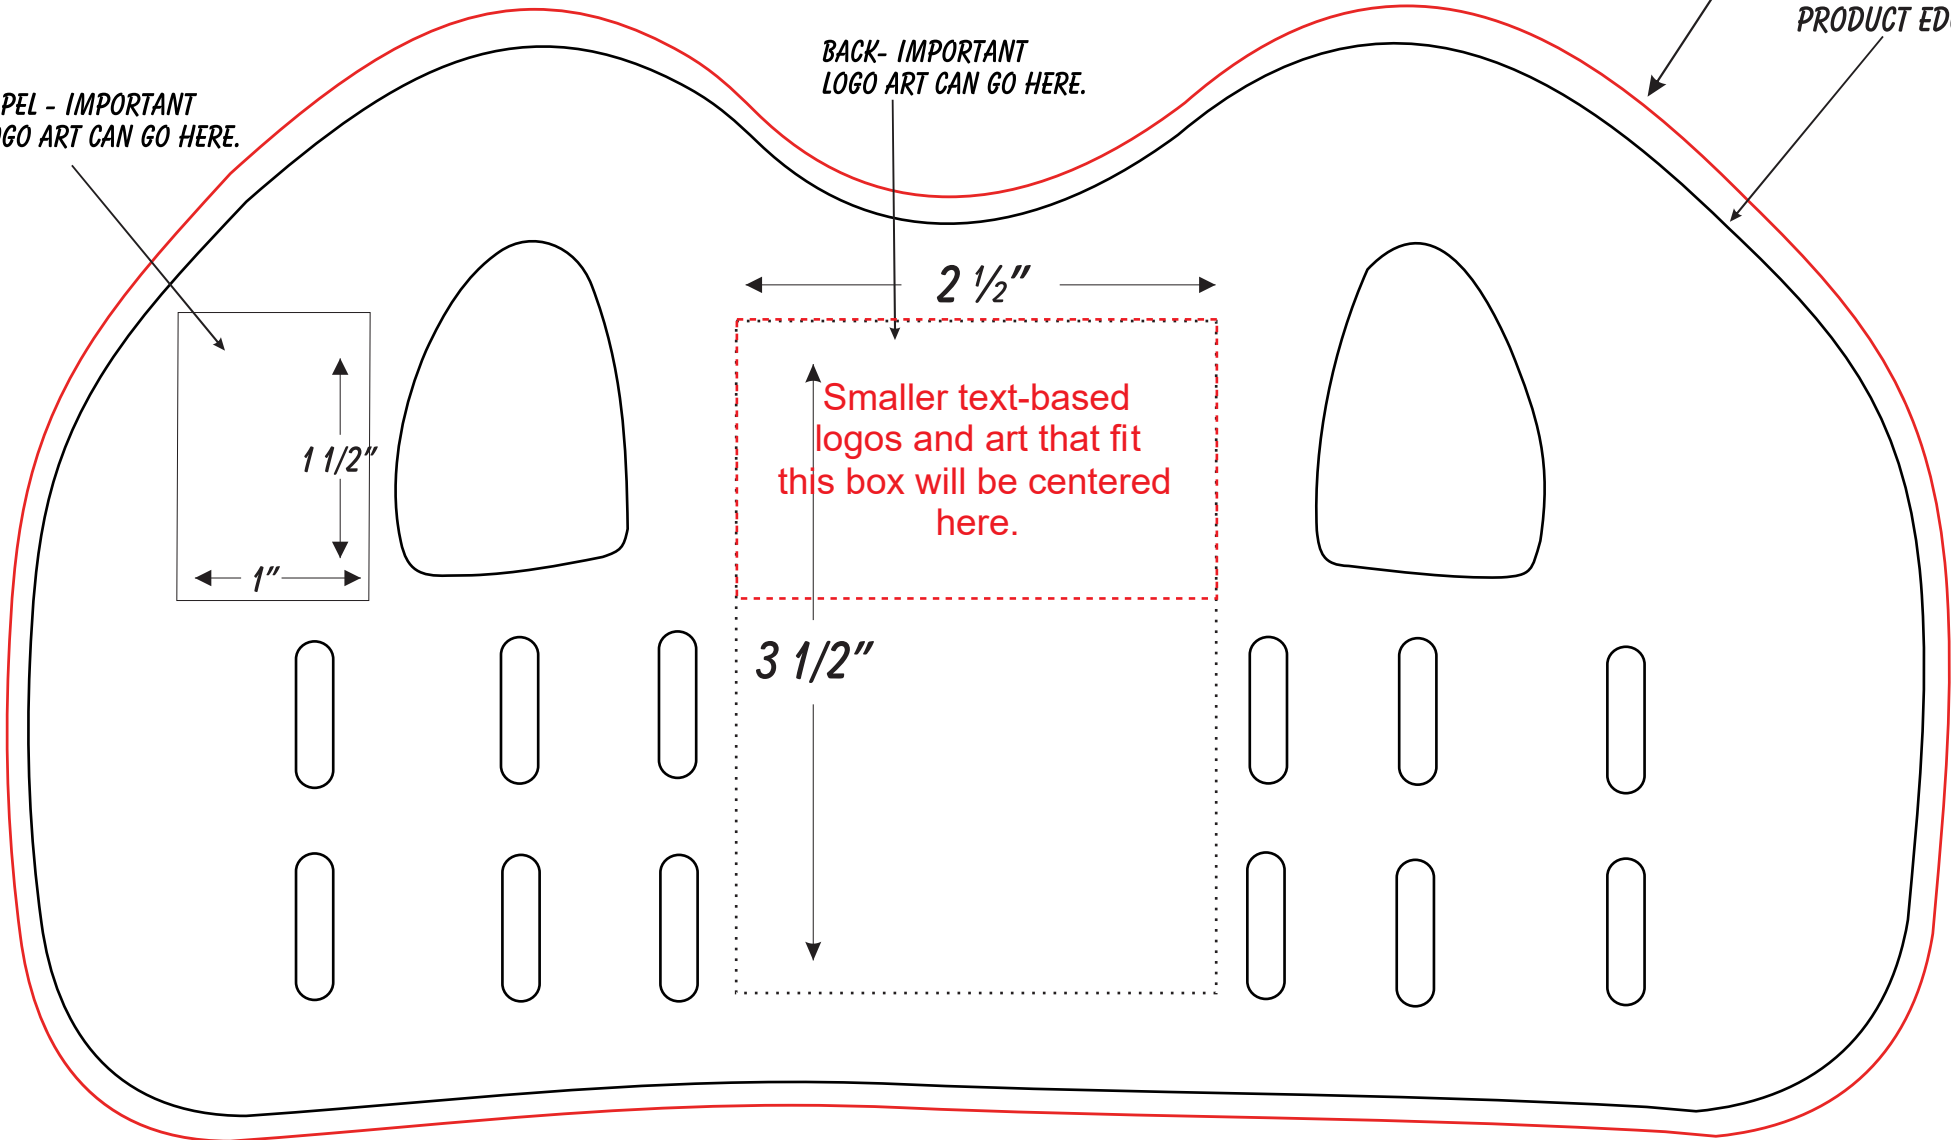 PRODUCT ED
BACK- IMPORTANT
LOGO ART CAN GO HERE.
PEL - IMPORTANT
GO ART CAN GO HERE.
2 ½"
Smaller text-based
logos and art that fit
this box will be centered
here.
1 1/2"
1"
3 1/2"